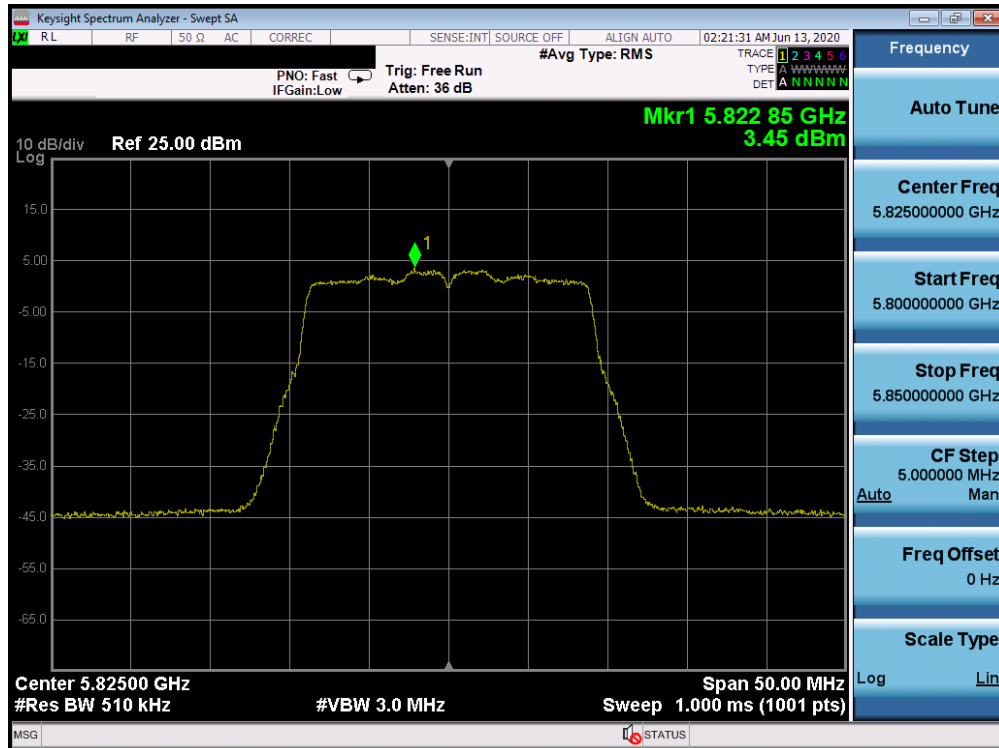 Keysight Spectrum Analyzer - Swept SA
LXI RL RF 50 Ω AC CORREC SENSE:INT SOURCE OFF ALIGN AUTO 02:21:31 AM Jun 13, 2020
#Avg Type: RMS TRACE 1 2 3 4 5 6
PNO: Fast Trig: Free Run TYPE A WWWWW
IFGain:Low Atten: 36 dB DET A N N N N N
Mkr1 5.822 85 GHz
3.45 dBm
10 dB/div Ref 25.00 dBm
Log
15.0
1
5.00
-5.00
-15.0
-25.0
-35.0
-45.0
-55.0
-65.0
Center 5.82500 GHz Span 50.00 MHz
#Res BW 510 kHz #VBW 3.0 MHz Sweep 1.000 ms (1001 pts)
MSG STATUS
Frequency
Auto Tune
Center Freq
5.825000000 GHz
Start Freq
5.800000000 GHz
Stop Freq
5.850000000 GHz
CF Step
5.000000 MHz
Auto Man
Freq Offset
0 Hz
Scale Type
Log Lin